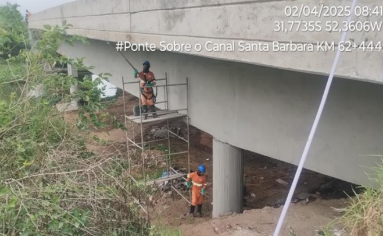 02/04/2025 08:41
31,7735S 52,3606W
#Ponte Sobre o Canal Santa Barbara KM 62+444